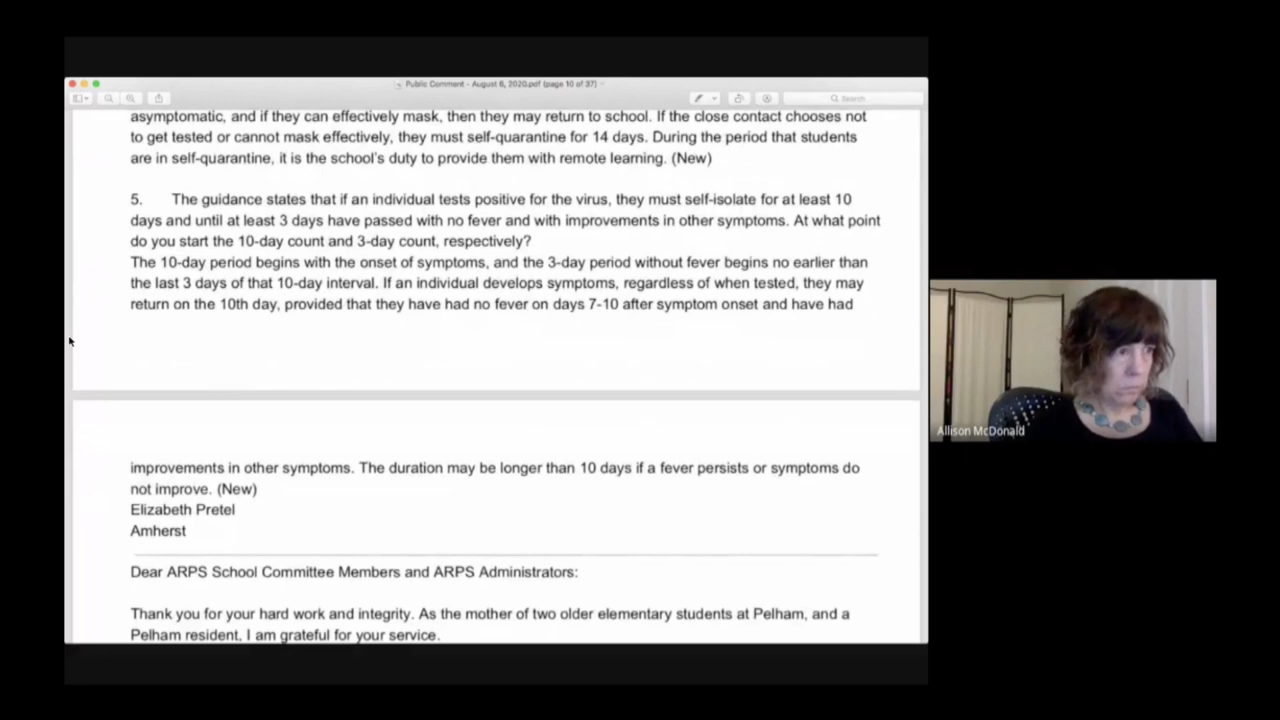 Public Comment - August 6, 2020.pdf (page 10 of 37)
Search
asymptomatic, and if they can effectively mask, then they may return to school. If the close contact chooses not
to get tested or cannot mask effectively, they must self-quarantine for 14 days. During the period that students
are in self-quarantine, it is the school's duty to provide them with remote learning. (New)
5. The guidance states that if an individual tests positive for the virus, they must self-isolate for at least 10
days and until at least 3 days have passed with no fever and with improvements in other symptoms. At what point
do you start the 10-day count and 3-day count, respectively?
The 10-day period begins with the onset of symptoms, and the 3-day period without fever begins no earlier than
the last 3 days of that 10-day interval. If an individual develops symptoms, regardless of when tested, they may
return on the 10th day, provided that they have had no fever on days 7-10 after symptom onset and have had
improvements in other symptoms. The duration may be longer than 10 days if a fever persists or symptoms do
not improve. (New)
Elizabeth Pretel
Amherst
Dear ARPS School Committee Members and ARPS Administrators:
Thank you for your hard work and integrity. As the mother of two older elementary students at Pelham, and a
Pelham resident, I am grateful for your service.
Allison McDonald